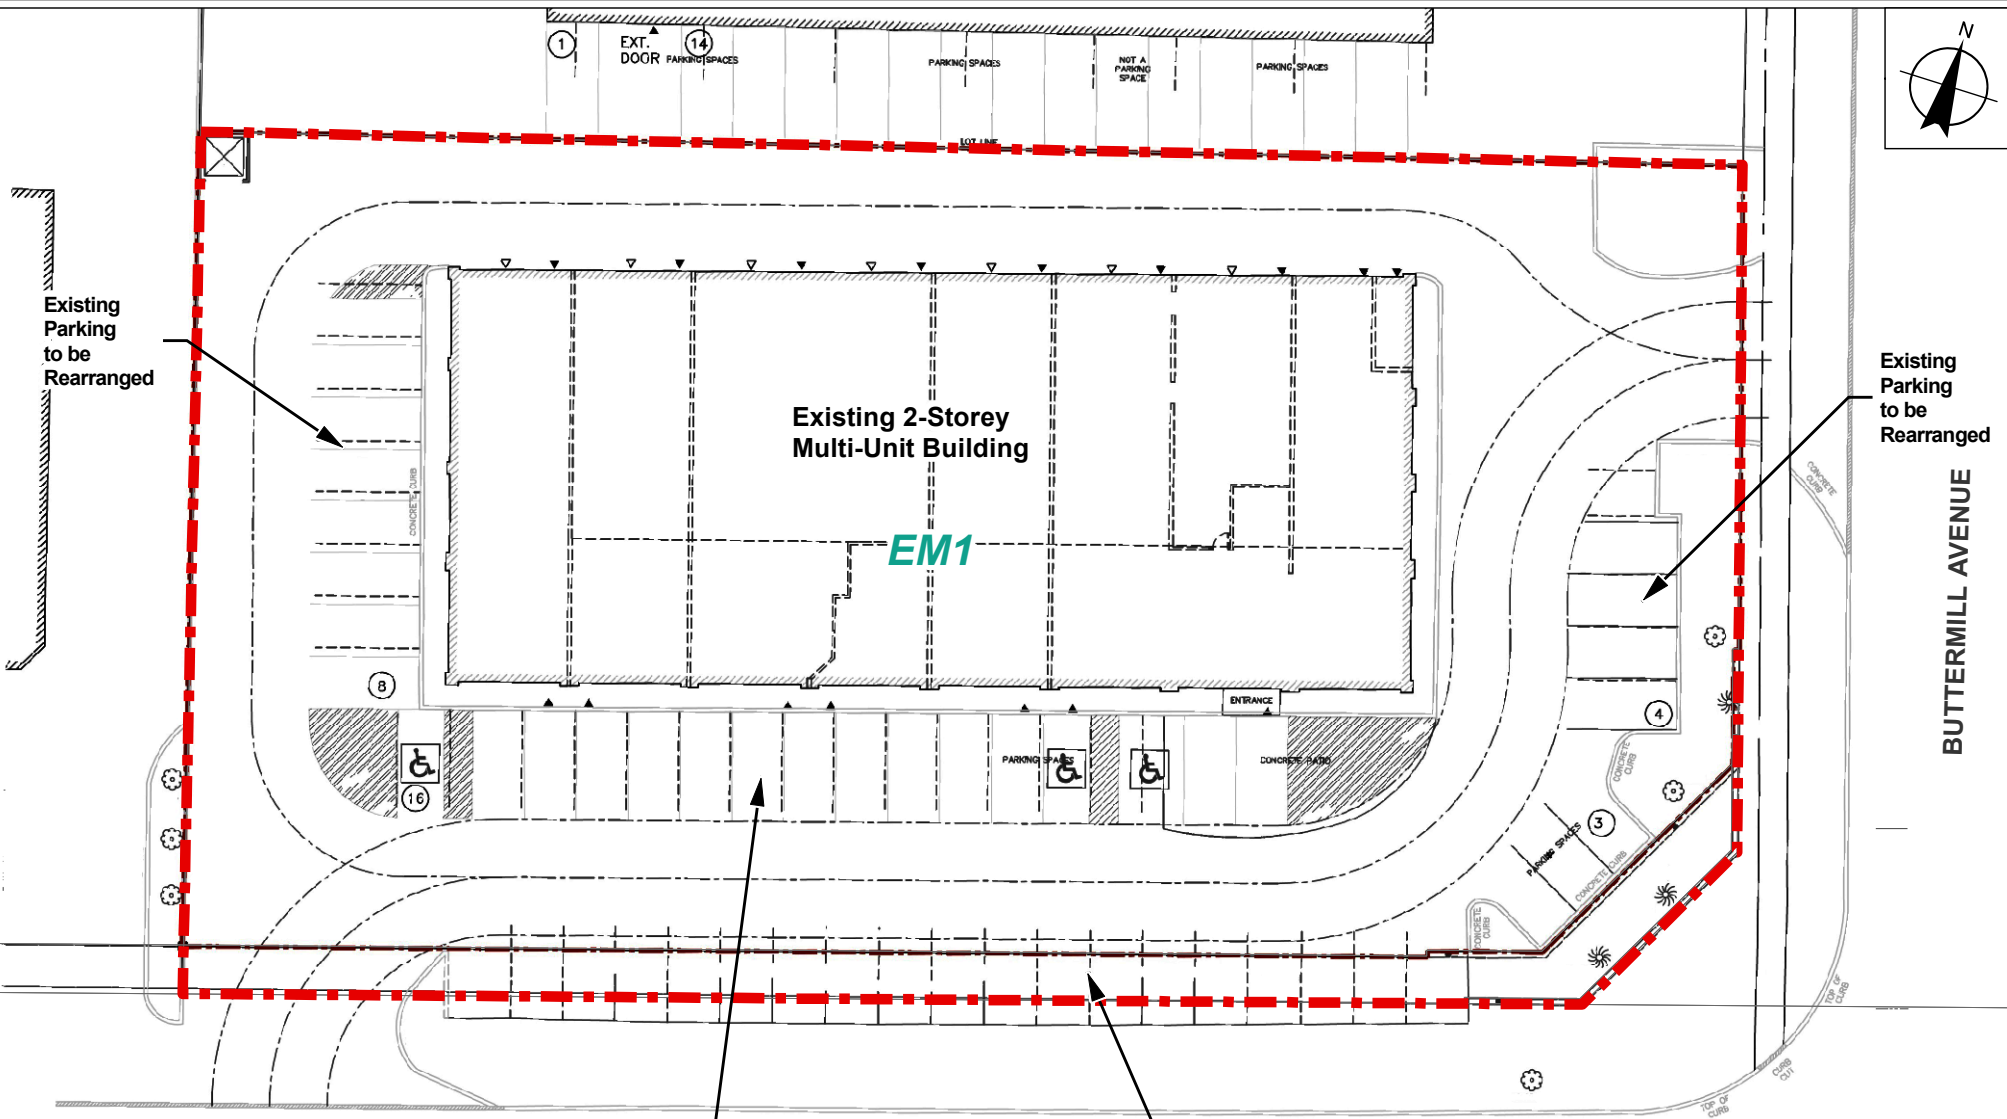 N
1
EXT.
DOOR
14
PARKING SPACES
PARKING SPACES
NOT A
PARKING
SPACE
PARKING SPACES
LOT LINE
Existing
Parking
to be
Rearranged
Existing 2-Storey
Multi-Unit Building
EM1
Existing
Parking
to be
Rearranged
CONCRETE CURB
CONCRETE
CURB
BUTTERMILL AVENUE
8
ENTRANCE
4
16
PARKING SPACES
CONCRETE PATIO
CONCRETE
CURB
3
PARKING SPACES
CONCRETE CURB
CONCRETE
CURB
TOP OF
CURB
CURB
CUT
TOP OF
CURB